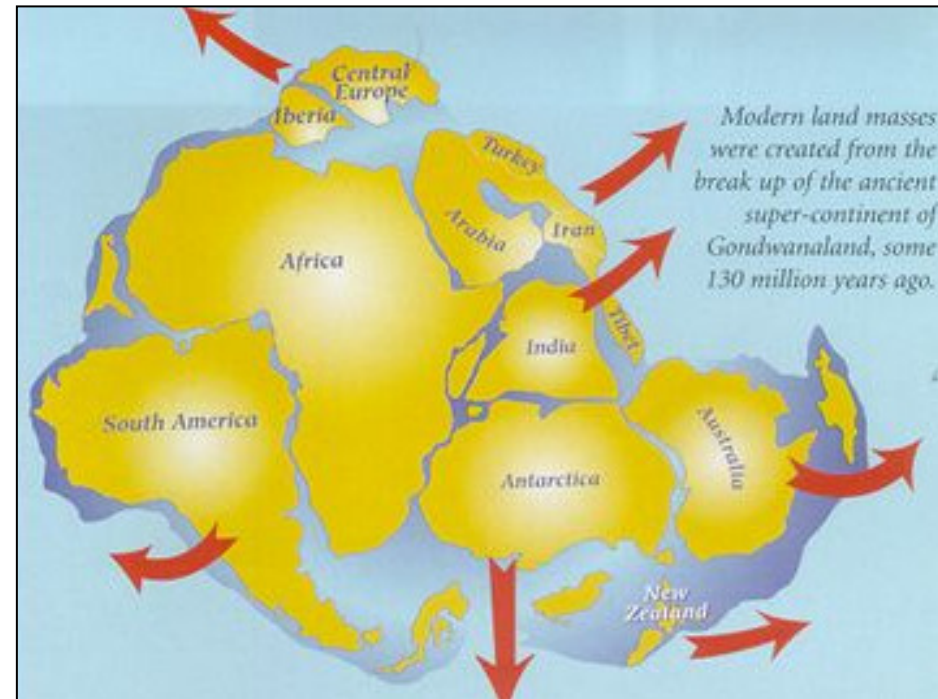 Central
Europe
Iberia
Turkey
Modern land masses
were created from the
break up of the ancient
super-continent of
Gondwanaland, some
130 million years ago.
Arabia
Iran
Africa
Tibet
India
South America
Australia
Antarctica
New
Zealand